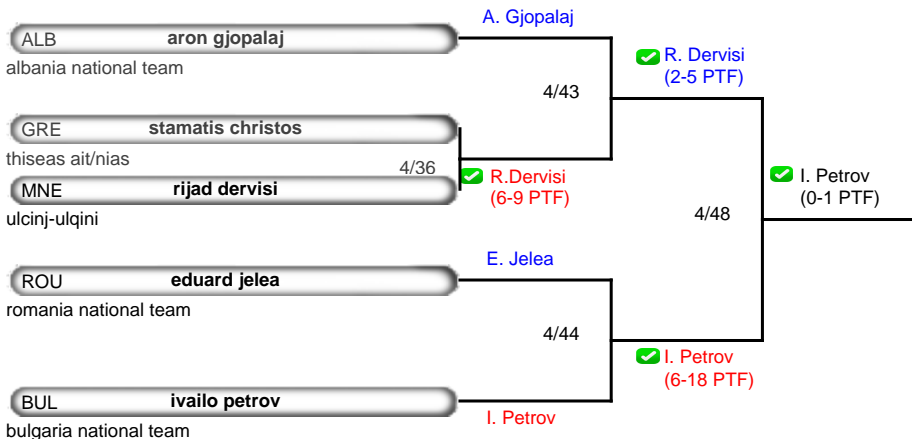 A. Gjopalaj
ALB aron gjopalaj
albania national team
R. Dervisi
(2-5 PTF)
4/43
GRE stamatis christos
thiseas ait/nias
4/36
R.Dervisi
(6-9 PTF)
MNE rijad dervisi
ulcinj-ulqini
I. Petrov
(0-1 PTF)
4/48
E. Jelea
ROU eduard jelea
romania national team
4/44
I. Petrov
(6-18 PTF)
BUL ivailo petrov
I. Petrov
bulgaria national team